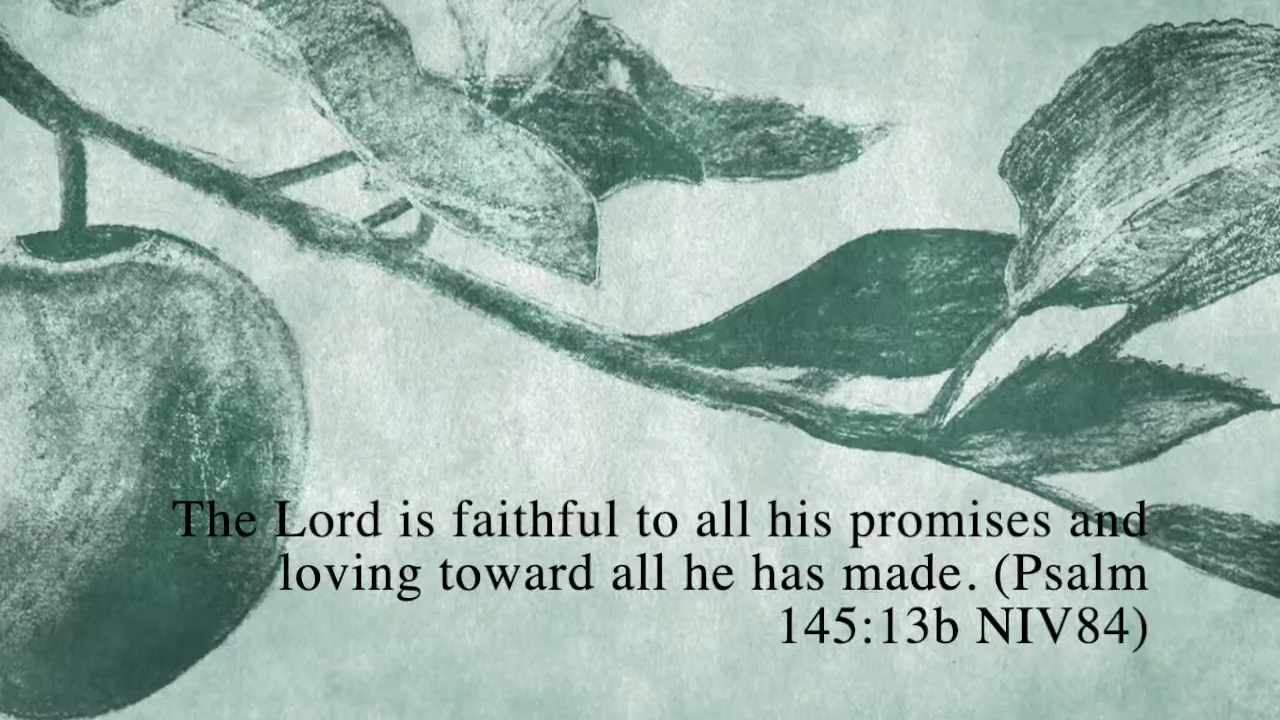 The Lord is faithful to all his promises and
loving toward all he has made. (Psalm
145:13b NIV84)